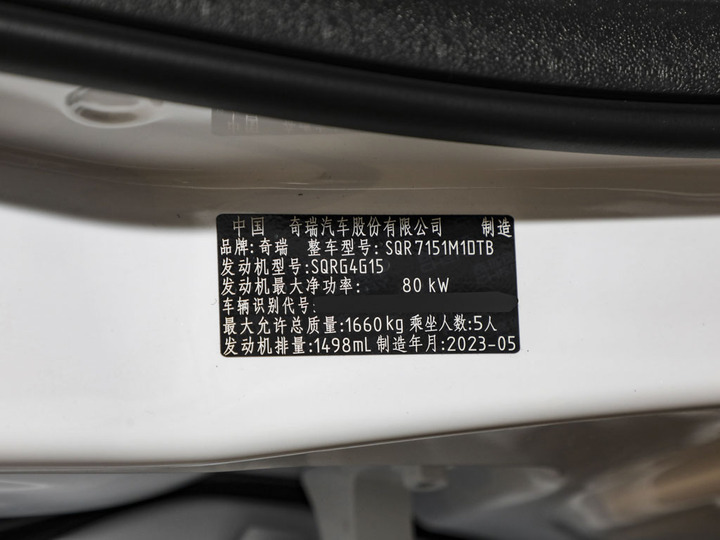 中国 奇瑞汽车股份有限公司 制造
品牌:奇瑞 整车型号:SQR7151M1DTB
发动机型号:SQRG4G15
发动机最大净功率: 80 kW
车辆识别代号:
最大允许总质量:1660kg 乘坐人数:5人
发动机排量:1498mL 制造年月:2023-05